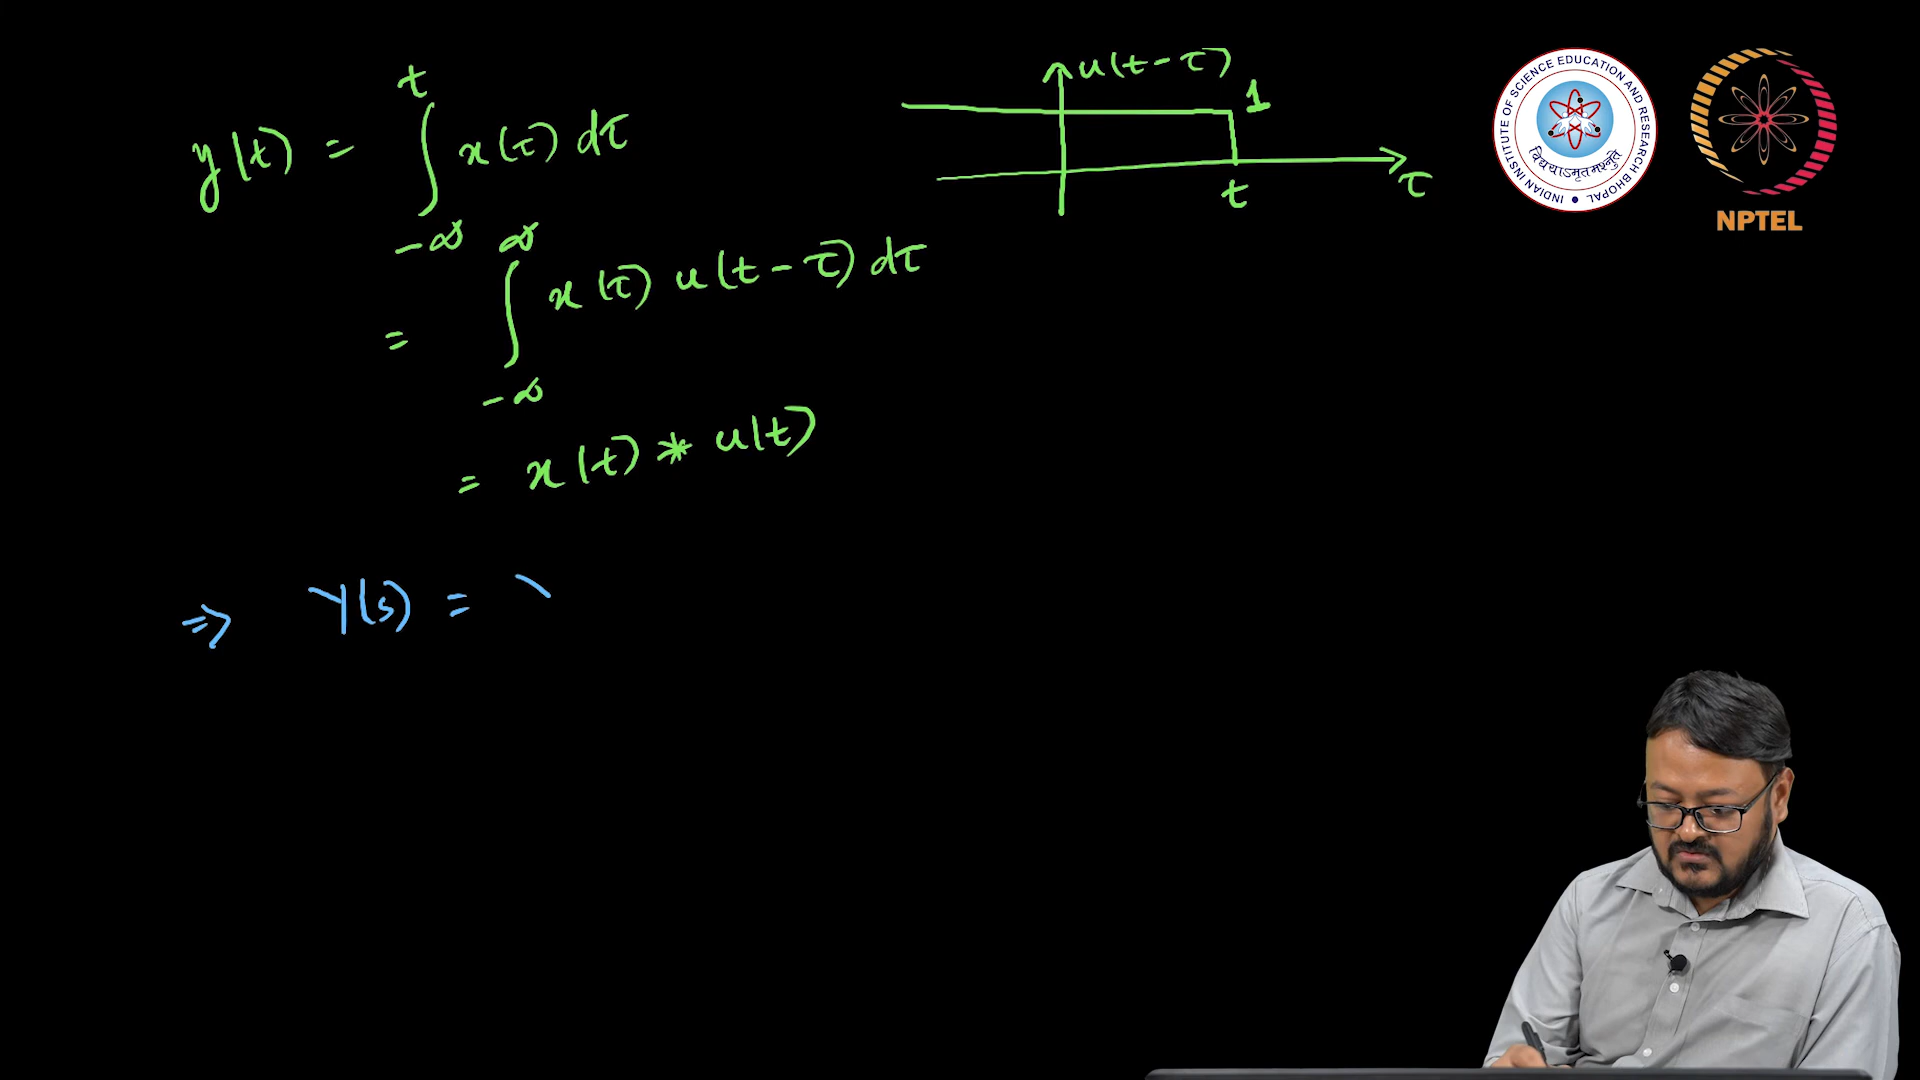 y(t) = ∫_{-∞}^{t} x(τ) dτ
u(t-τ)
1
t
τ
= ∫_{-∞}^{∞} x(τ) u(t-τ) dτ
= x(t) * u(t)
⇒ Y(s) =
INDIAN INSTITUTE OF SCIENCE EDUCATION AND RESEARCH BHOPAL
विद्ययाऽमृतमश्नुते
NPTEL